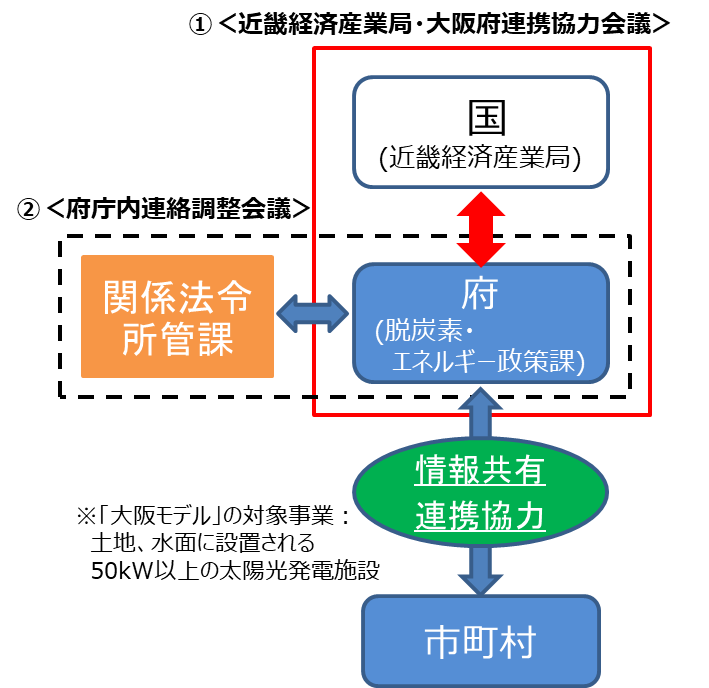 ①<近畿経済産業局・大阪府連携協力会議>
国
(近畿経済産業局)
②<府庁内連絡調整会議>
関係法令
所管課
府
(脱炭素・
エネルギー政策課)
情報共有
連携協力
※「大阪モデル」の対象事業：
土地、水面に設置される
50kW以上の太陽光発電施設
市町村